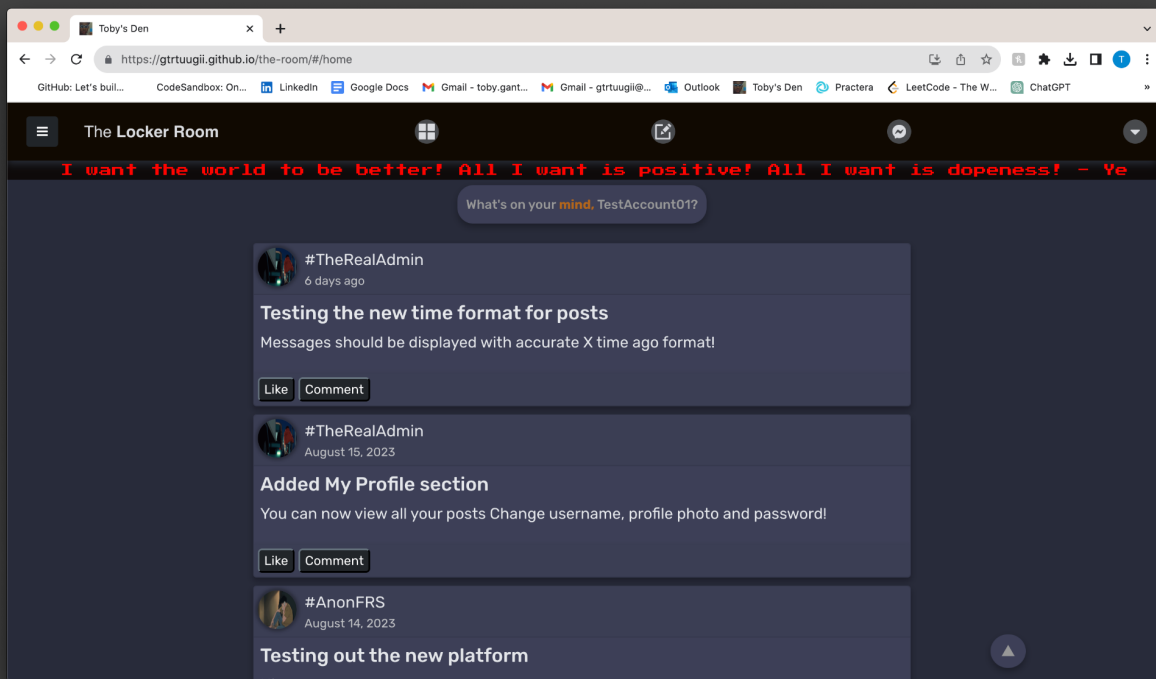 Toby's Den
https://gtrtuugii.github.io/the-room/#/home
GitHub: Let's buil... CodeSandbox: On... LinkedIn Google Docs Gmail - toby.gant... Gmail - gtrtuugii@... Outlook Toby's Den Practera LeetCode - The W... ChatGPT »
The Locker Room
I want the world to be better! All I want is positive! All I want is dopeness! - Ye
What's on your mind, TestAccount01?
#TheRealAdmin
6 days ago
Testing the new time format for posts
Messages should be displayed with accurate X time ago format!
Like Comment
#TheRealAdmin
August 15, 2023
Added My Profile section
You can now view all your posts Change username, profile photo and password!
Like Comment
#AnonFRS
August 14, 2023
Testing out the new platform